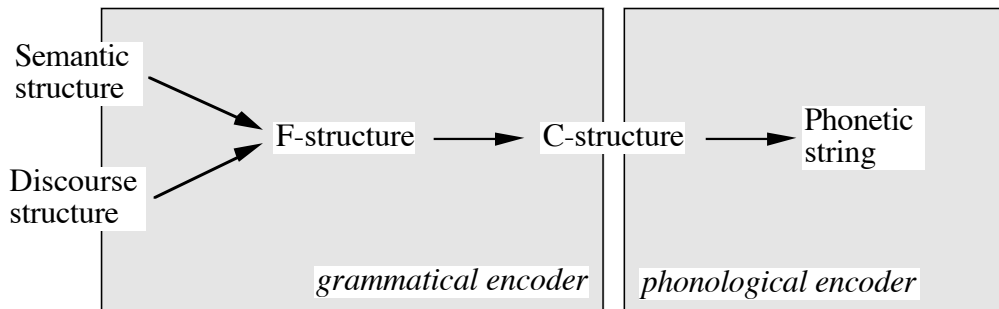 Semantic
structure
Discourse
structure
F-structure
C-structure
Phonetic
string
grammatical encoder
phonological encoder